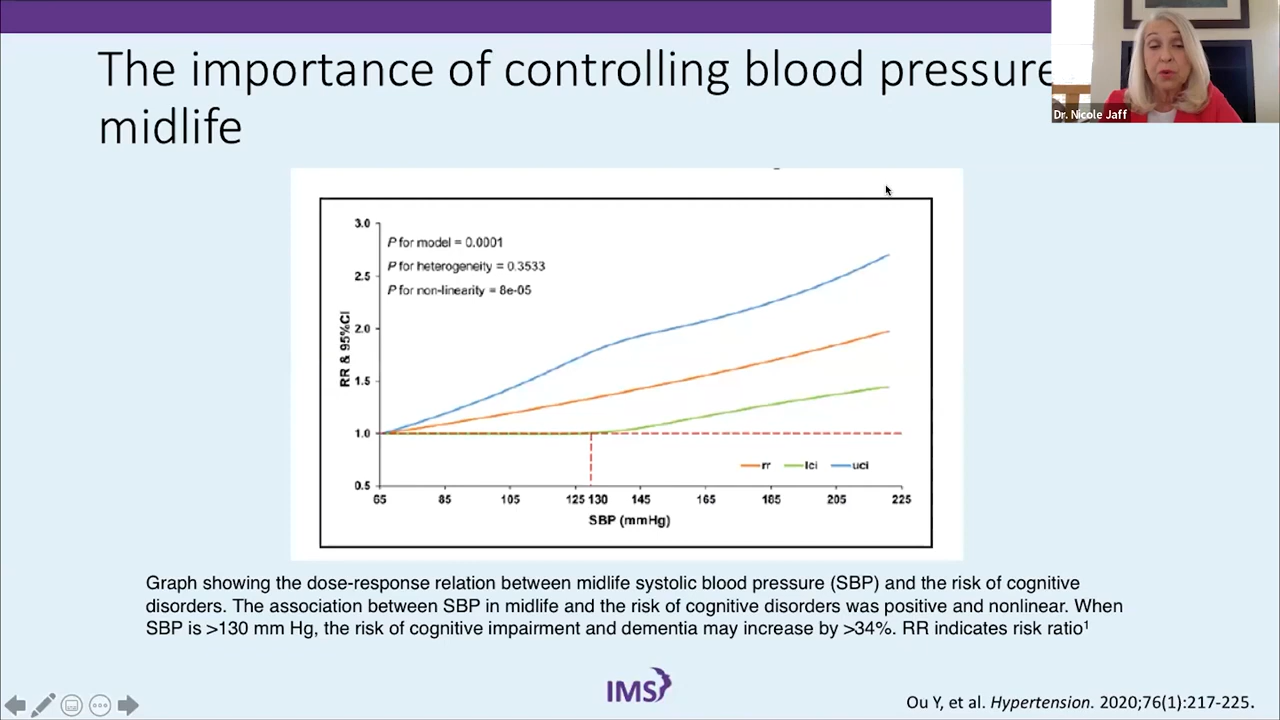 The importance of controlling blood pressure
midlife
Dr. Nicole Jaff
3.0
P for model = 0.0001
P for heterogeneity = 0.3533
2.5
P for non-linearity = 8e-05
2.0
RR & 95%CI
1.5
1.0
rr lci uci
0.5
65 85 105 125 130 145 165 185 205 225
SBP (mmHg)
Graph showing the dose-response relation between midlife systolic blood pressure (SBP) and the risk of cognitive
disorders. The association between SBP in midlife and the risk of cognitive disorders was positive and nonlinear. When
SBP is >130 mm Hg, the risk of cognitive impairment and dementia may increase by >34%. RR indicates risk ratio¹
IMS
Ou Y, et al. Hypertension. 2020;76(1):217-225.